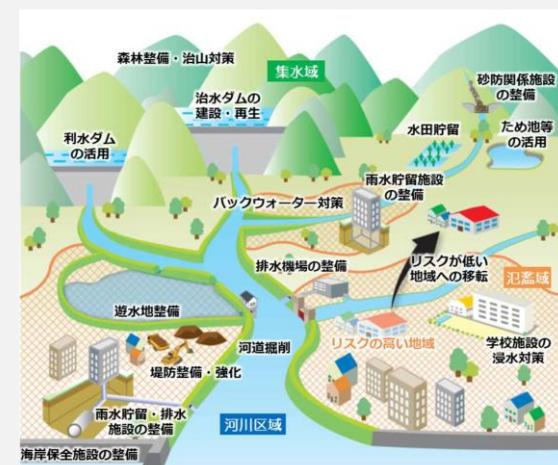 森林整備・治山対策
集水域
砂防関係施設
の整備
治水ダムの
建設・再生
利水ダム
の活用
水田貯留
ため池等
の活用
雨水貯留施設
の整備
バックウォーター対策
排水機場の整備
リスクが低い
地域への移転
氾濫域
遊水地整備
河道掘削
リスクの高い地域
学校施設の
浸水対策
堤防整備・強化
雨水貯留・排水
施設の整備
河川区域
海岸保全施設の整備